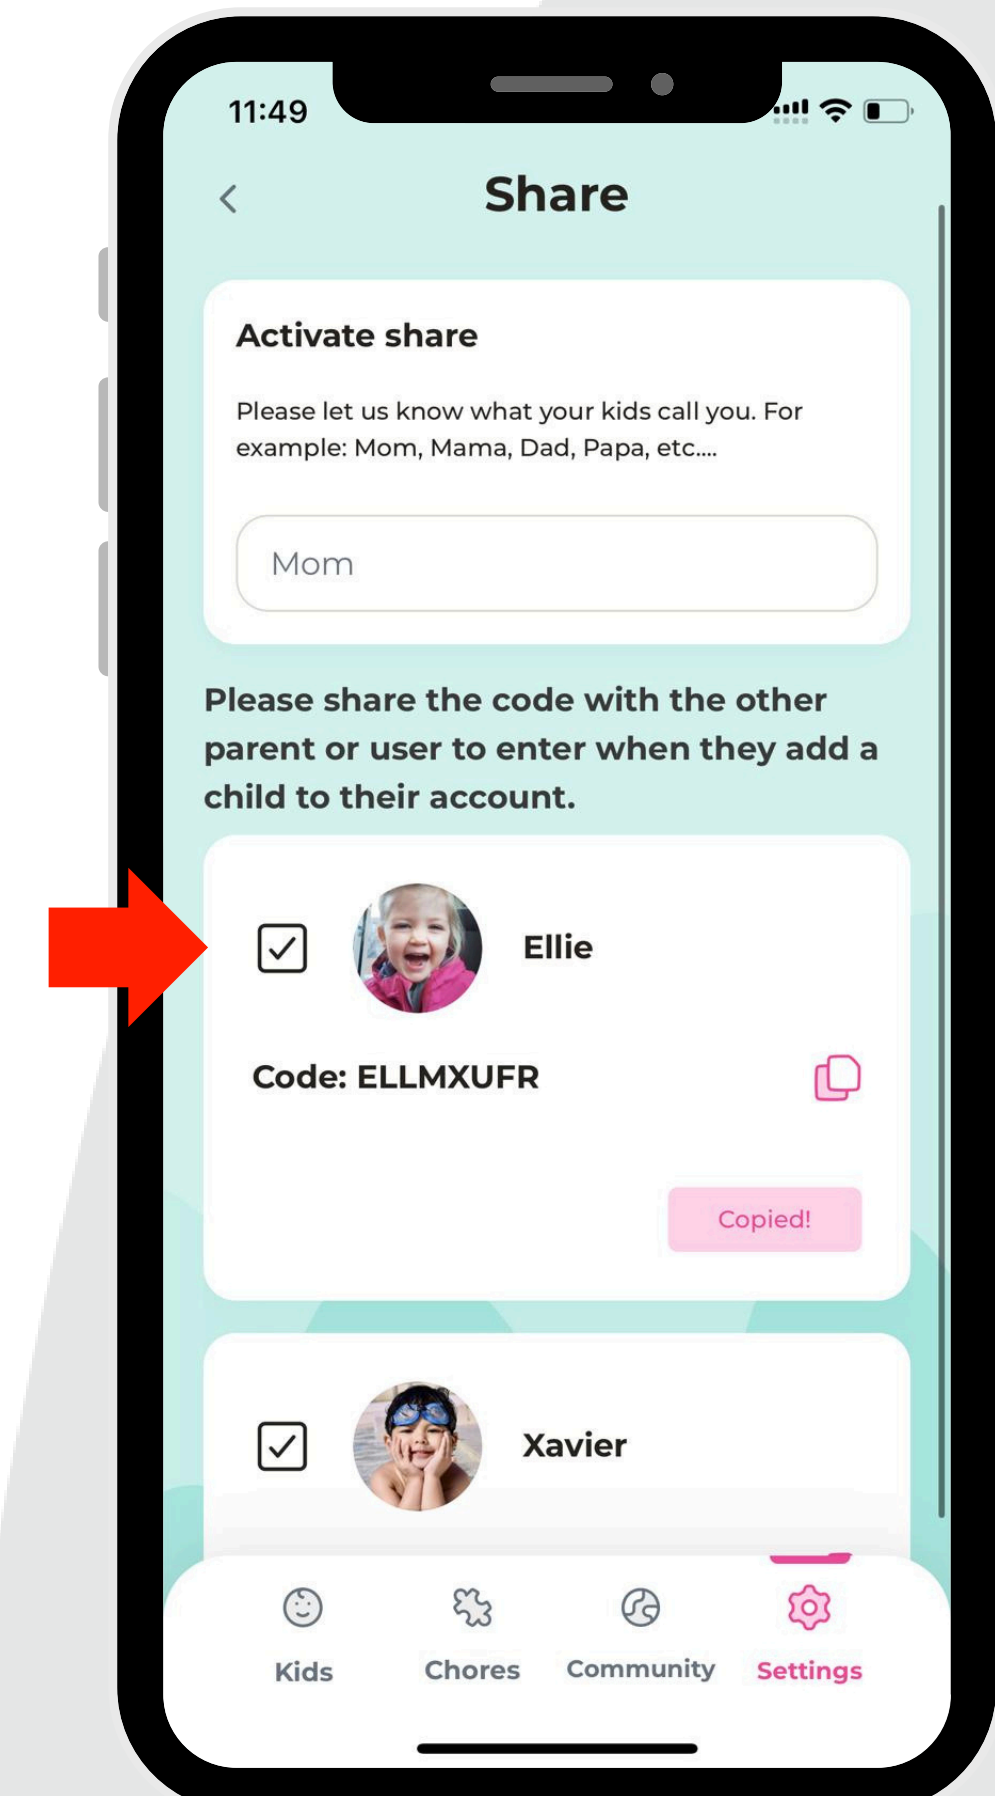 11:49
Share
Activate share
Please let us know what your kids call you. For
example: Mom, Mama, Dad, Papa, etc....
Mom
Please share the code with the other
parent or user to enter when they add a
child to their account.
Ellie
Code: ELLMXUFR
Copied!
Xavier
Kids Chores Community Settings